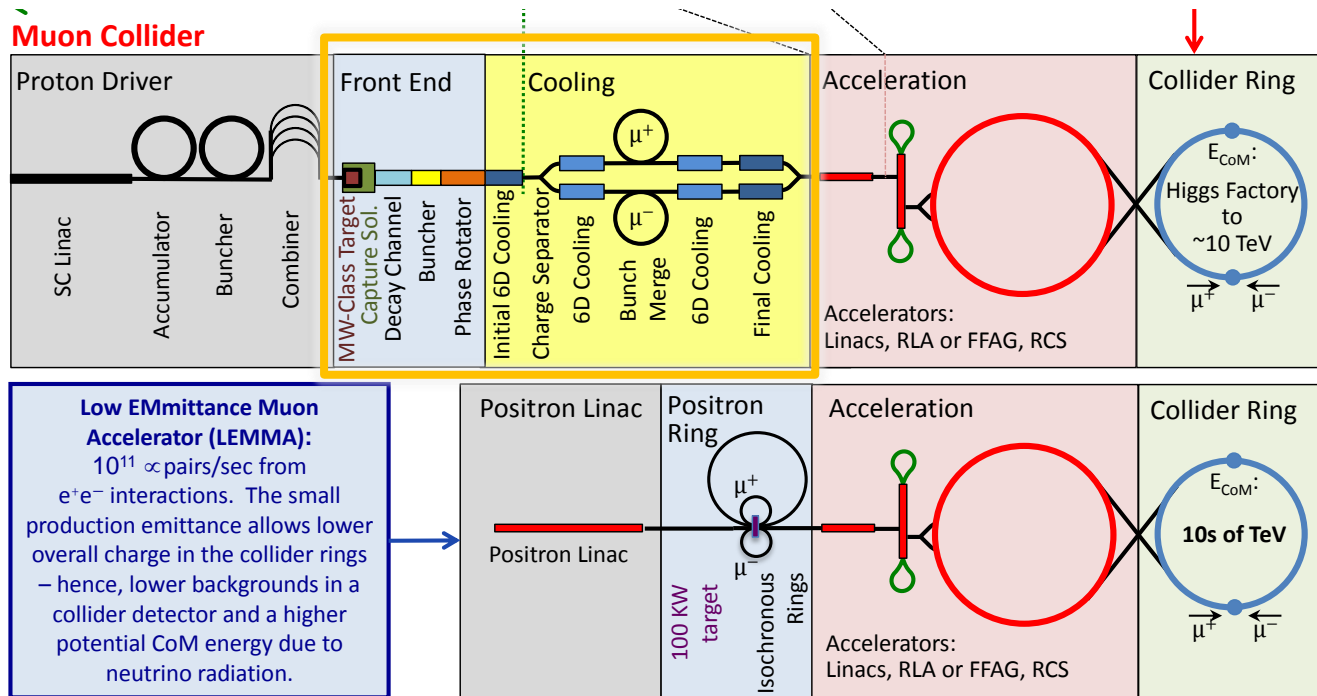 Muon Collider
Proton Driver
Front End
Cooling
Acceleration
Collider Ring
SC Linac
Accumulator
Buncher
Combiner
MW-Class Target
Capture Sol.
Decay Channel
Buncher
Phase Rotator
Initial 6D Cooling
Charge Separator
6D Cooling
μ+
μ−
Bunch
Merge
6D Cooling
Final Cooling
Accelerators:
Linacs, RLA or FFAG, RCS
ECoM:
Higgs Factory
to
~10 TeV
μ+
μ−
Low EMmittance Muon
Accelerator (LEMMA):
10¹¹ ∝ pairs/sec from
e⁺e⁻ interactions. The small
production emittance allows lower
overall charge in the collider rings
– hence, lower backgrounds in a
collider detector and a higher
potential CoM energy due to
neutrino radiation.
Positron Linac
Positron
Ring
Acceleration
Collider Ring
Positron Linac
μ+
μ−
100 KW
target
Isochronous
Rings
Accelerators:
Linacs, RLA or FFAG, RCS
ECoM:
10s of TeV
μ+
μ−